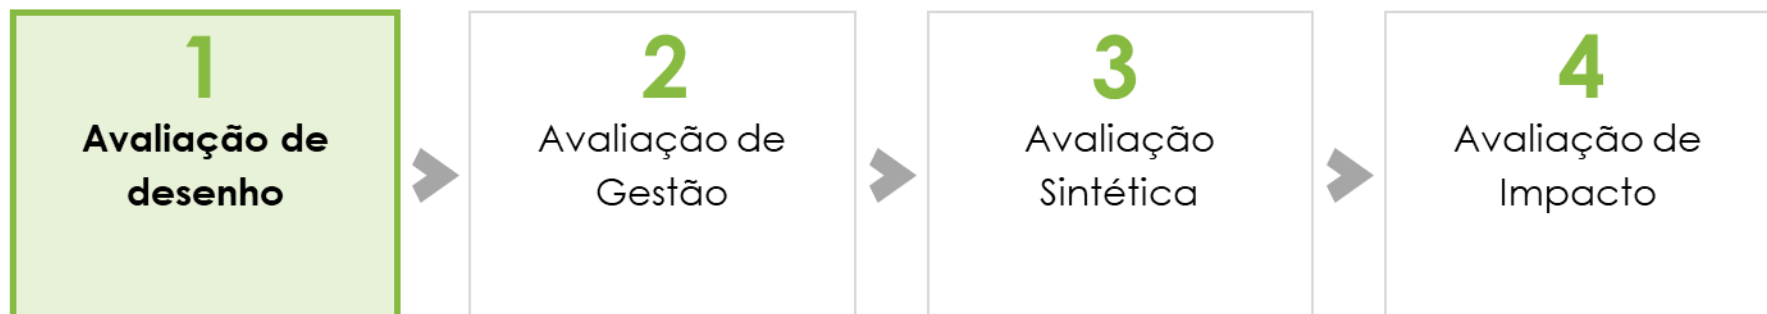 1
Avaliação de
desenho
2
Avaliação de
Gestão
3
Avaliação
Sintética
4
Avaliação de
Impacto